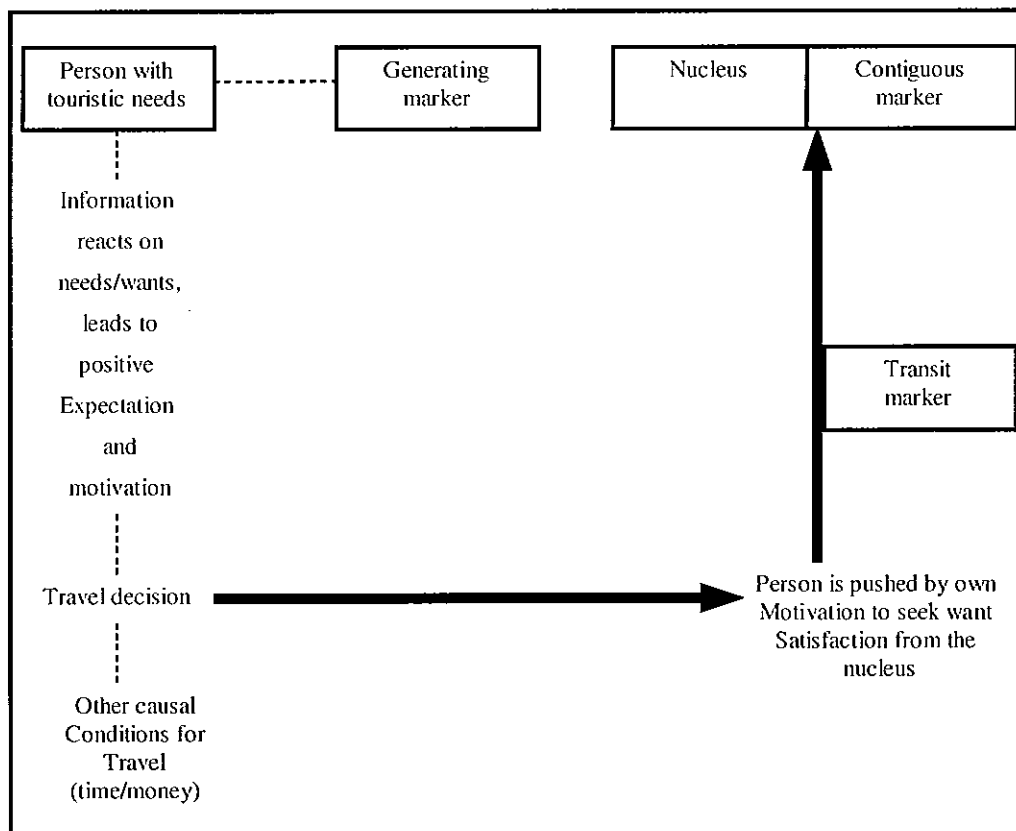 Person with
touristic needs
Generating
marker
Nucleus
Contiguous
marker
Information
reacts on
needs/wants,
leads to
positive
Expectation
and
motivation
Transit
marker
Travel decision
Person is pushed by own
Motivation to seek want
Satisfaction from the
nucleus
Other causal
Conditions for
Travel
(time/money)